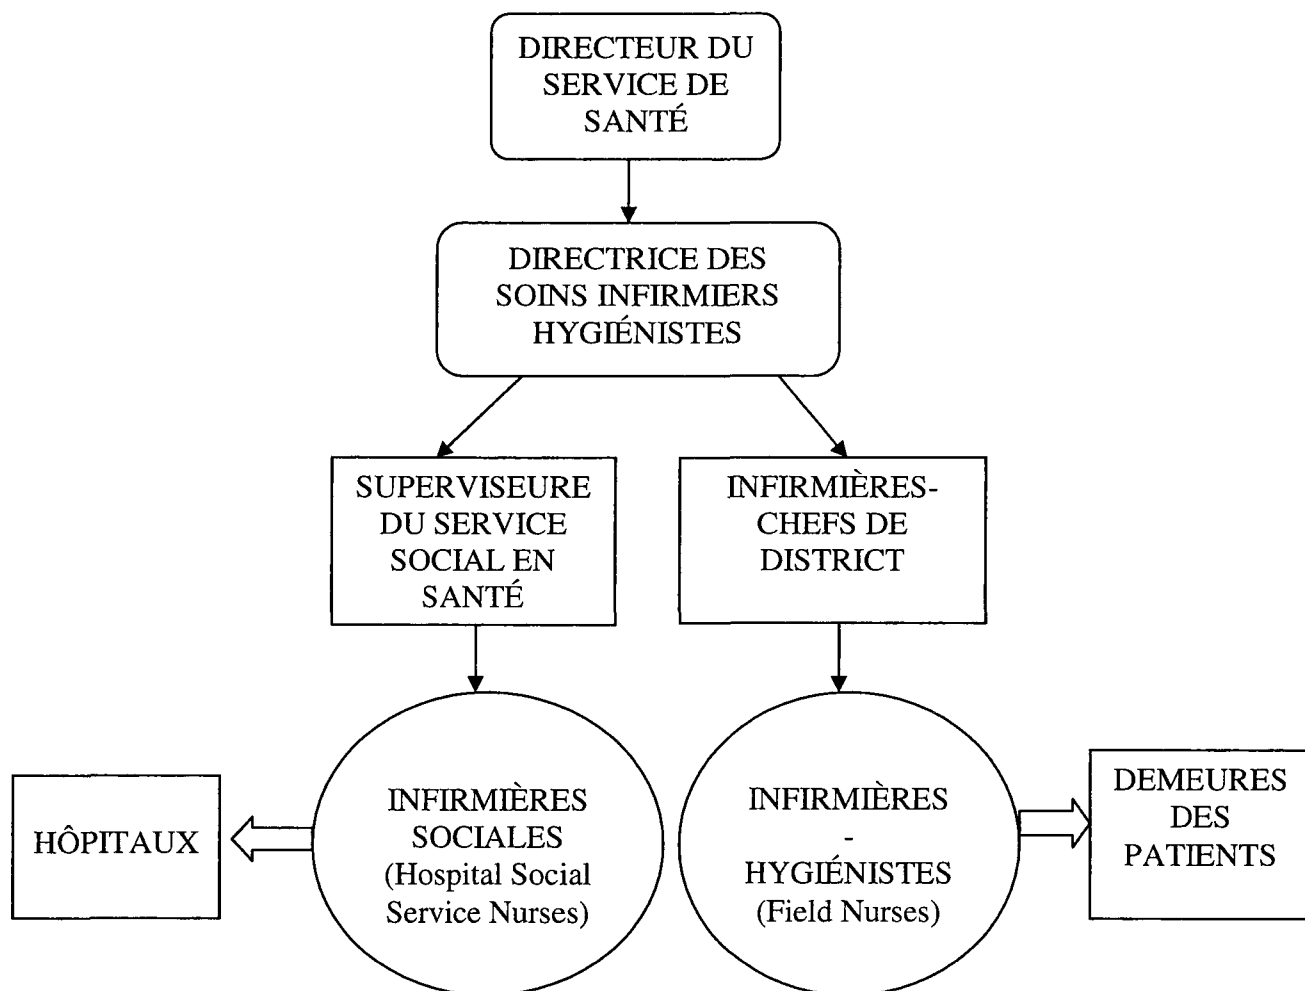 DIRECTEUR DU
SERVICE DE
SANTÉ
DIRECTRICE DES
SOINS INFIRMIERS
HYGIÉNISTES
SUPERVISEURE
DU SERVICE
SOCIAL EN
SANTÉ
INFIRMIÈRES-
CHEFS DE
DISTRICT
HÔPITAUX
INFIRMIÈRES
SOCIALES
(Hospital Social
Service Nurses)
INFIRMIÈRES
-
HYGIÉNISTES
(Field Nurses)
DEMEURES
DES
PATIENTS